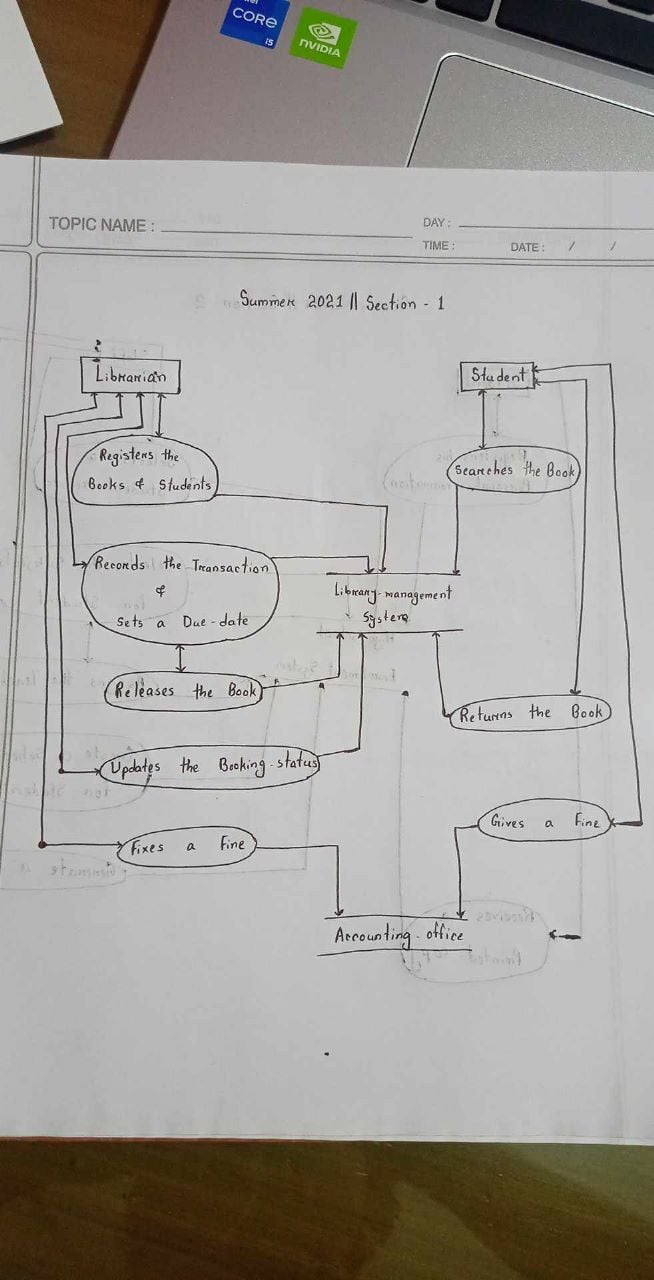 CORE
i5
NVIDIA
TOPIC NAME :
DAY :
TIME :
DATE : / /
Summer 2021 || Section - 1
Librarian
Student
Registers the
Books & Students
Searches the Book
Records the Transaction
&
Sets a Due-date
Library-management
System
Releases the Book
Returns the Book
Updates the Booking-status
Gives a Fine
Fixes a Fine
Accounting-office